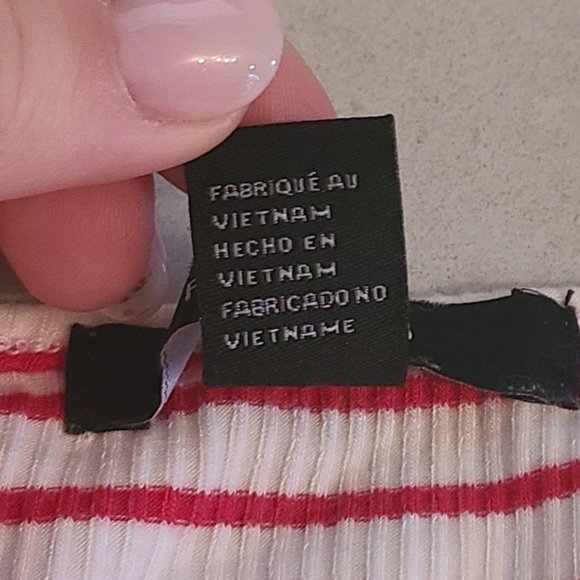 FABRIQUÉ AU
VIETNAM
HECHO EN
VIETNAM
FABRICADO NO
VIETNAME